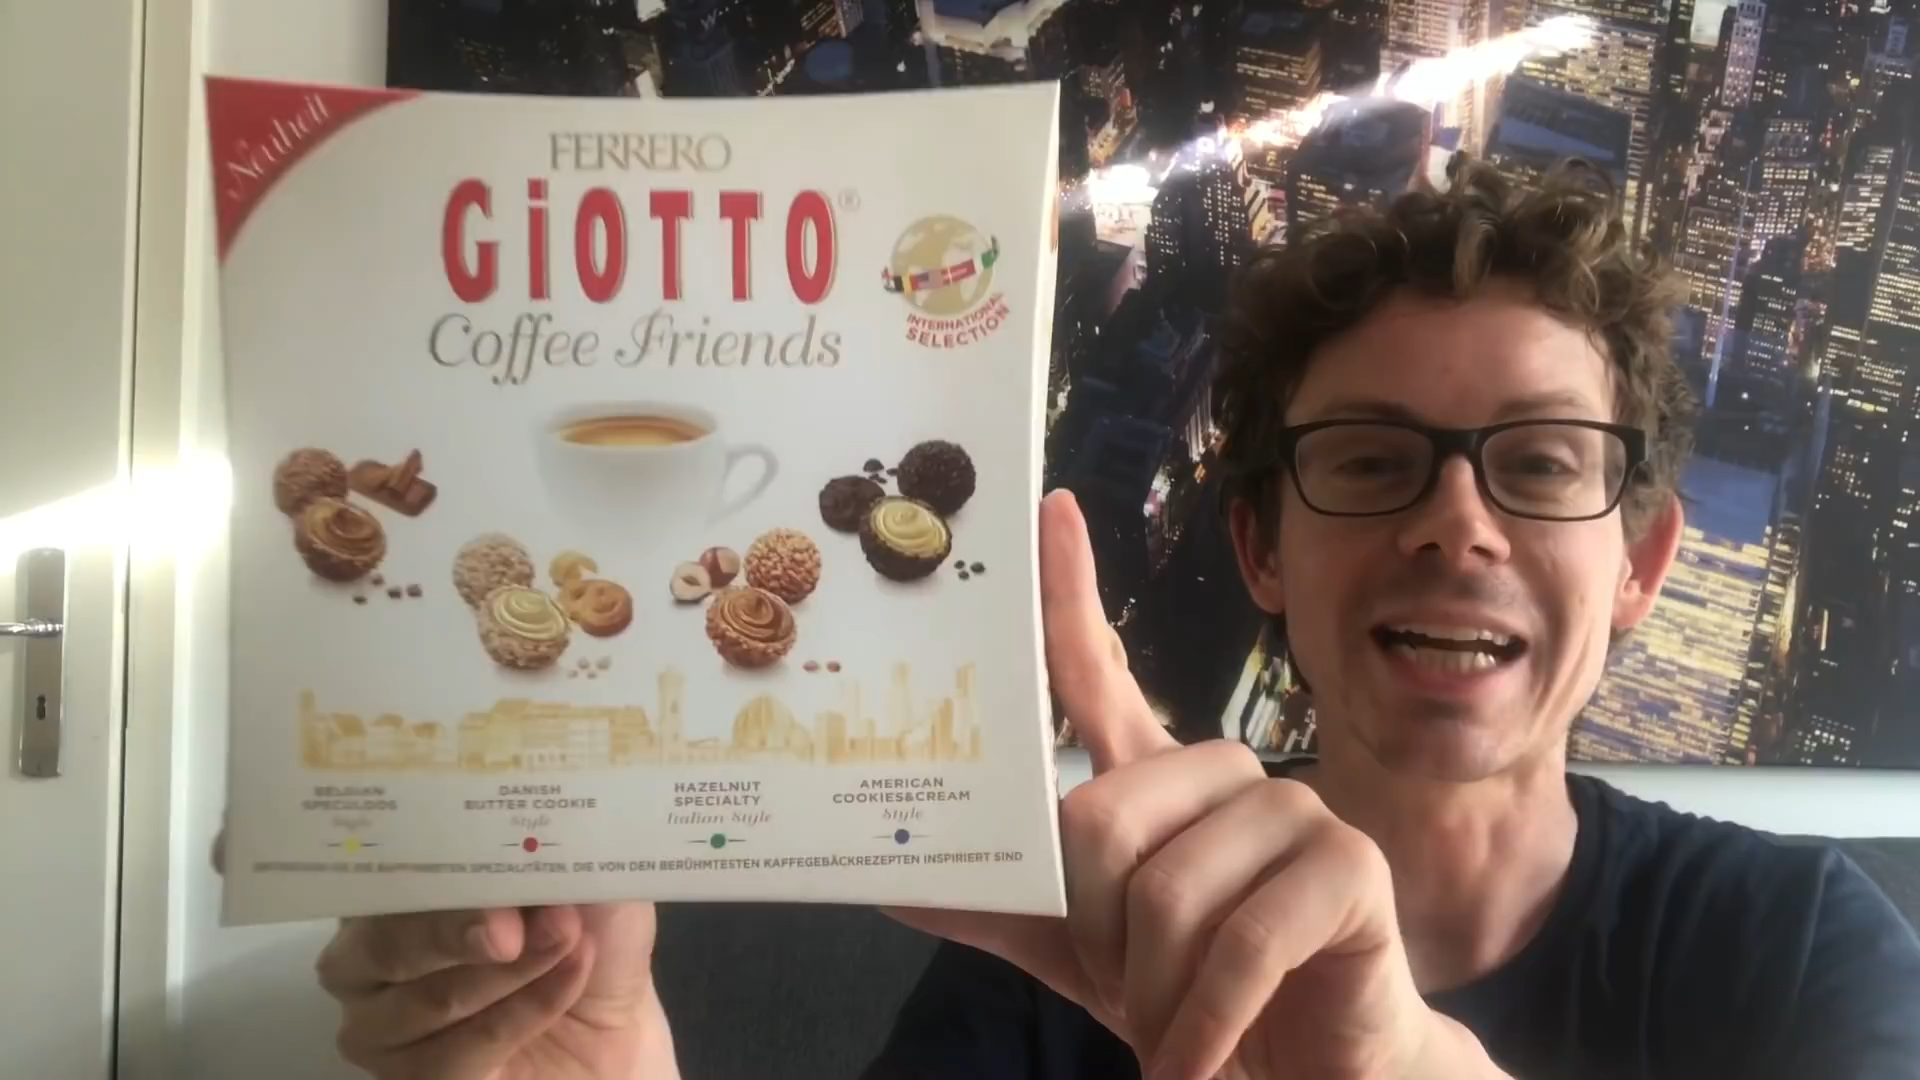 Neuheit
FERRERO
GiOTTO®
Coffee Friends
INTERNATIONAL
SELECTION
BELGIAN
SPECULOOS
Style
DANISH
BUTTER COOKIE
Style
HAZELNUT
SPECIALTY
Italian Style
AMERICAN
COOKIES&CREAM
Style
SPEZIALITÄTEN, DIE VON DEN BERÜHMTESTEN KAFFEGEBÄCKREZEPTEN INSPIRIERT SIND